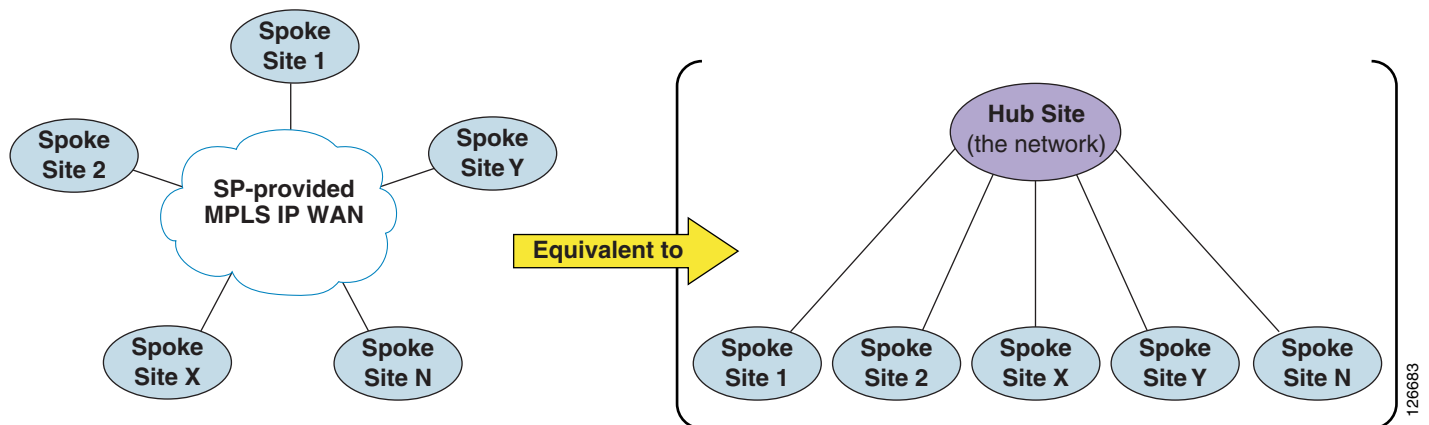 Spoke
Site 1
Spoke
Site 2
Spoke
Site Y
SP-provided
MPLS IP WAN
Spoke
Site X
Spoke
Site N
Equivalent to
Hub Site
(the network)
Spoke
Site 1
Spoke
Site 2
Spoke
Site X
Spoke
Site Y
Spoke
Site N
126683